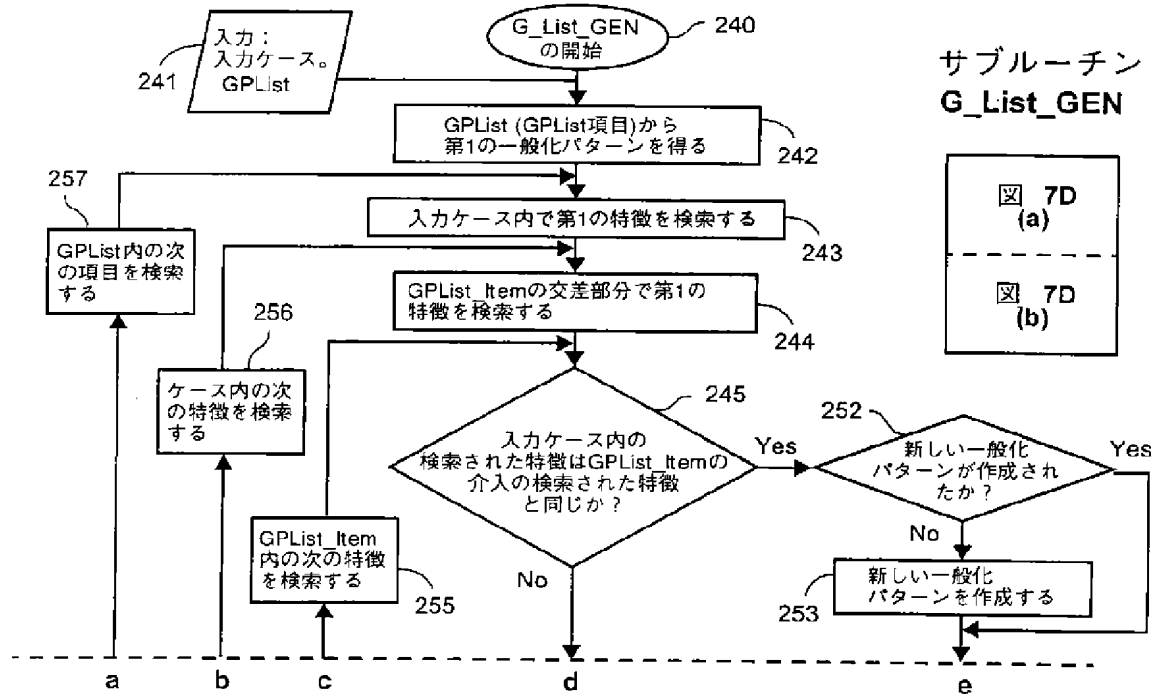 G_List_GEN
の開始
240
入力：
入力ケース。
GPList
241
サブルーチン
G_List_GEN
GPList (GPList項目)から
第1の一般化パターンを得る
242
図 7D
(a)
図 7D
(b)
257
GPList内の次
の項目を検索
する
入力ケース内で第1の特徴を検索する
243
256
ケース内の次
の特徴を検索
する
GPList_Itemの交差部分で第1の
特徴を検索する
244
245
入力ケース内の
検索された特徴はGPList_Itemの
介入の検索された特徴
と同じか？
Yes
No
252
新しい一般化
パターンが作成され
たか？
Yes
No
GPList_Item
内の次の特徴
を検索する
255
新しい一般化
パターンを作成する
253
a
b
c
d
e